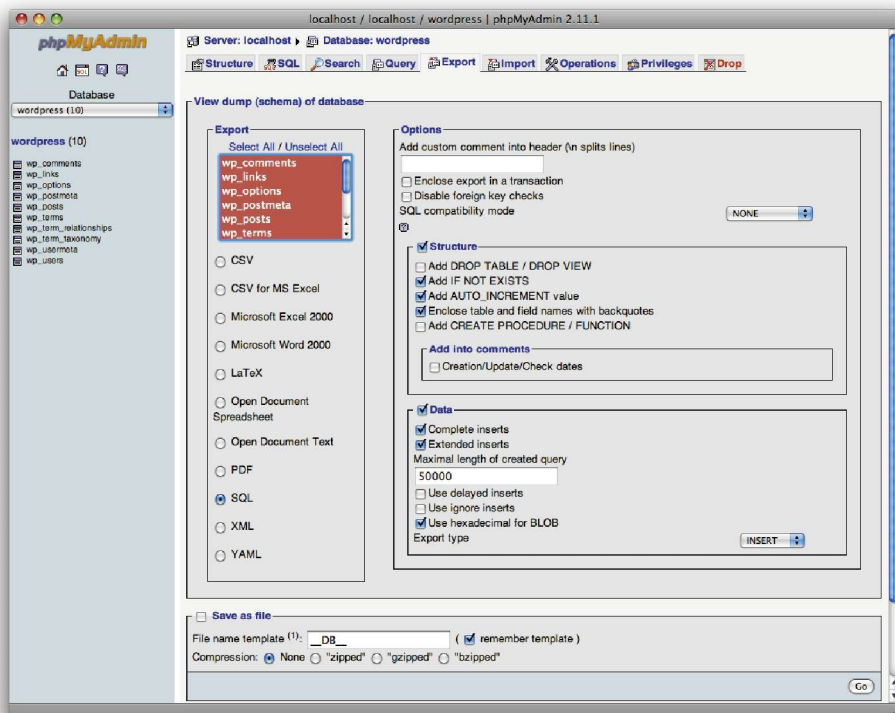 localhost / localhost / wordpress | phpMyAdmin 2.11.1
phpMyAdmin
Database
wordpress (10)
wordpress (10)
wp_comments
wp_links
wp_options
wp_postmeta
wp_posts
wp_terms
wp_term_relationships
wp_term_taxonomy
wp_usermeta
wp_users
Server: localhost Database: wordpress
Structure SQL Search Query Export Import Operations Privileges Drop
View dump (schema) of database
Export
Select All / Unselect All
wp_comments
wp_links
wp_options
wp_postmeta
wp_posts
wp_terms
CSV
CSV for MS Excel
Microsoft Excel 2000
Microsoft Word 2000
LaTeX
Open Document
Spreadsheet
Open Document Text
PDF
SQL
XML
YAML
Options
Add custom comment into header (\n splits lines)
Enclose export in a transaction
Disable foreign key checks
SQL compatibility mode NONE
Structure
Add DROP TABLE / DROP VIEW
Add IF NOT EXISTS
Add AUTO_INCREMENT value
Enclose table and field names with backquotes
Add CREATE PROCEDURE / FUNCTION
Add into comments
Creation/Update/Check dates
Data
Complete inserts
Extended inserts
Maximal length of created query
50000
Use delayed inserts
Use ignore inserts
Use hexadecimal for BLOB
Export type INSERT
Save as file
File name template (1): __DB__ ( remember template )
Compression: None "zipped" "gzipped" "bzipped"
Go